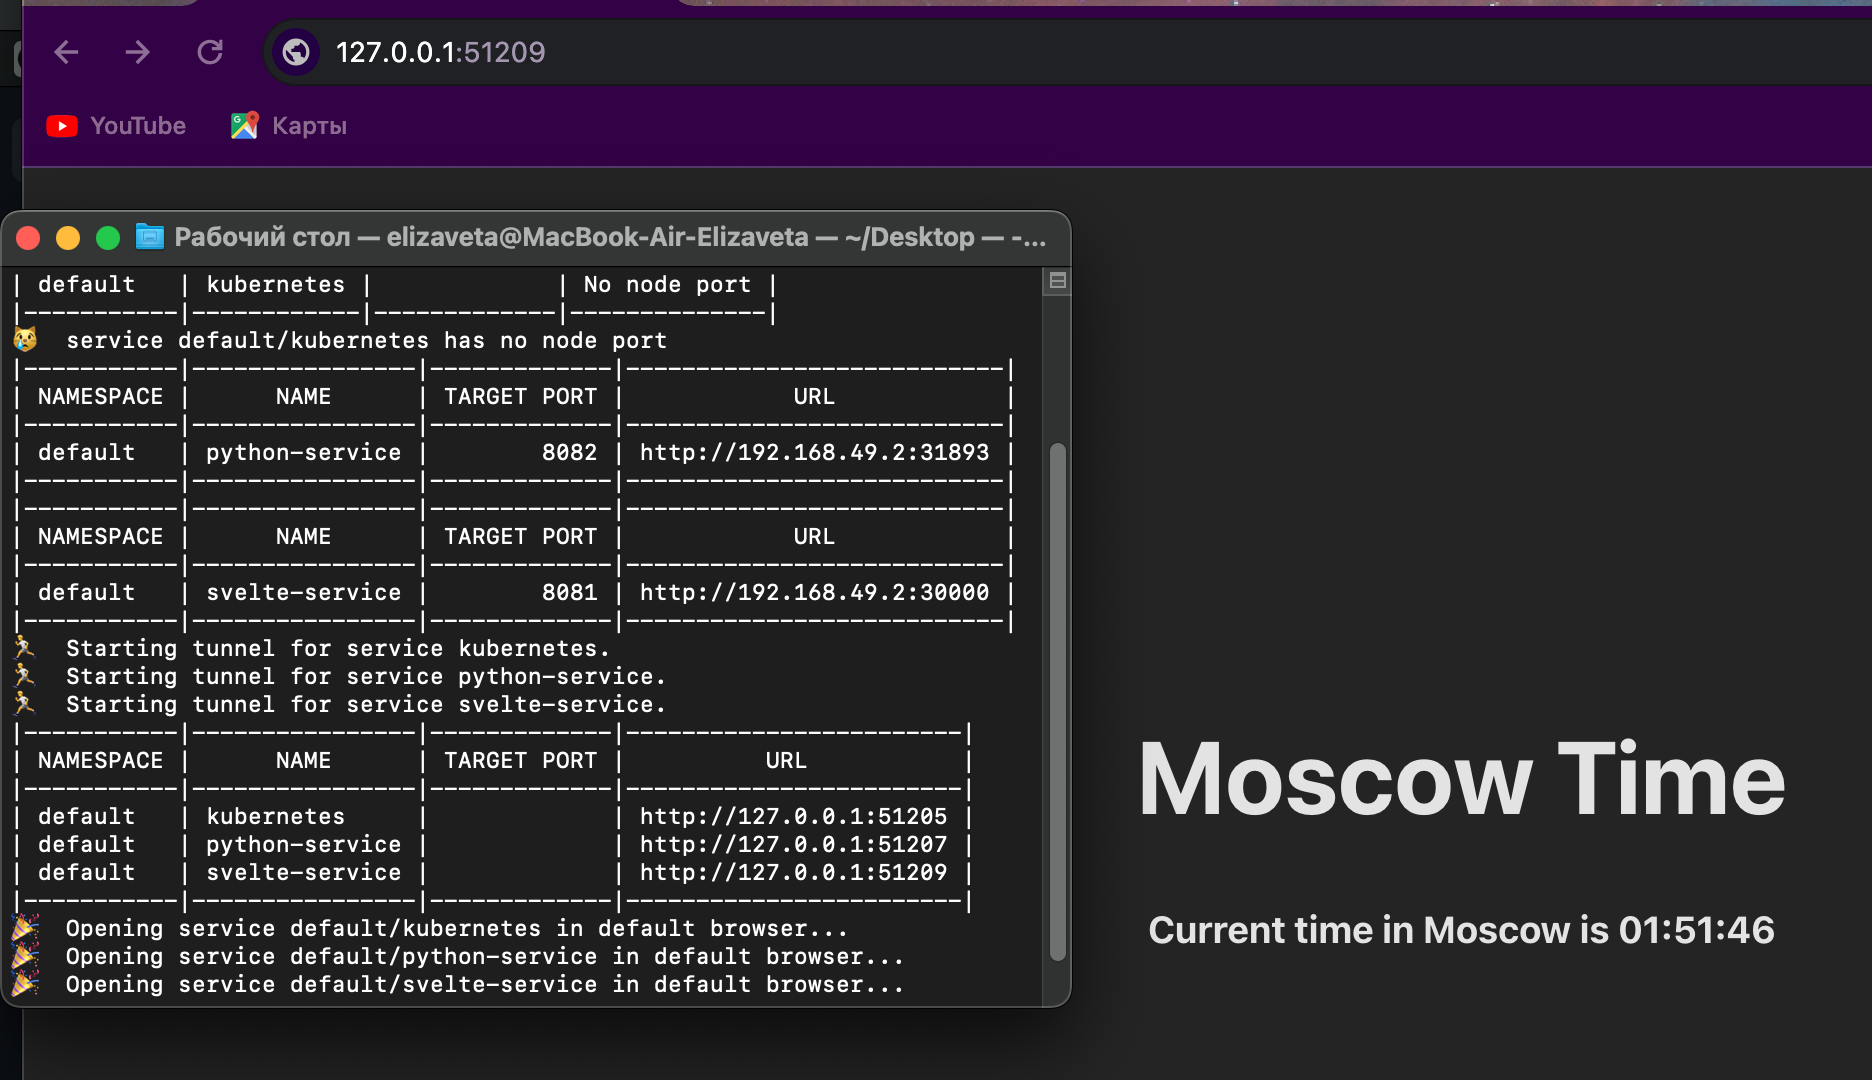 127.0.0.1:51209
YouTube Карты
Рабочий стол — elizaveta@MacBook-Air-Elizaveta — ~/Desktop — -...
| default | kubernetes | | No node port |
|-----------|------------|-------------|--------------|
😿 service default/kubernetes has no node port
|-----------|----------------|-------------|---------------------------|
| NAMESPACE | NAME | TARGET PORT | URL |
|-----------|----------------|-------------|---------------------------|
| default | python-service | 8082 | http://192.168.49.2:31893 |
|-----------|----------------|-------------|---------------------------|
|-----------|----------------|-------------|---------------------------|
| NAMESPACE | NAME | TARGET PORT | URL |
|-----------|----------------|-------------|---------------------------|
| default | svelte-service | 8081 | http://192.168.49.2:30000 |
|-----------|----------------|-------------|---------------------------|
🏃 Starting tunnel for service kubernetes.
🏃 Starting tunnel for service python-service.
🏃 Starting tunnel for service svelte-service.
|-----------|----------------|-------------|------------------------|
| NAMESPACE | NAME | TARGET PORT | URL |
|-----------|----------------|-------------|------------------------|
| default | kubernetes | | http://127.0.0.1:51205 |
| default | python-service | | http://127.0.0.1:51207 |
| default | svelte-service | | http://127.0.0.1:51209 |
|-----------|----------------|-------------|------------------------|
🎉 Opening service default/kubernetes in default browser...
🎉 Opening service default/python-service in default browser...
🎉 Opening service default/svelte-service in default browser...
Moscow Time
Current time in Moscow is 01:51:46